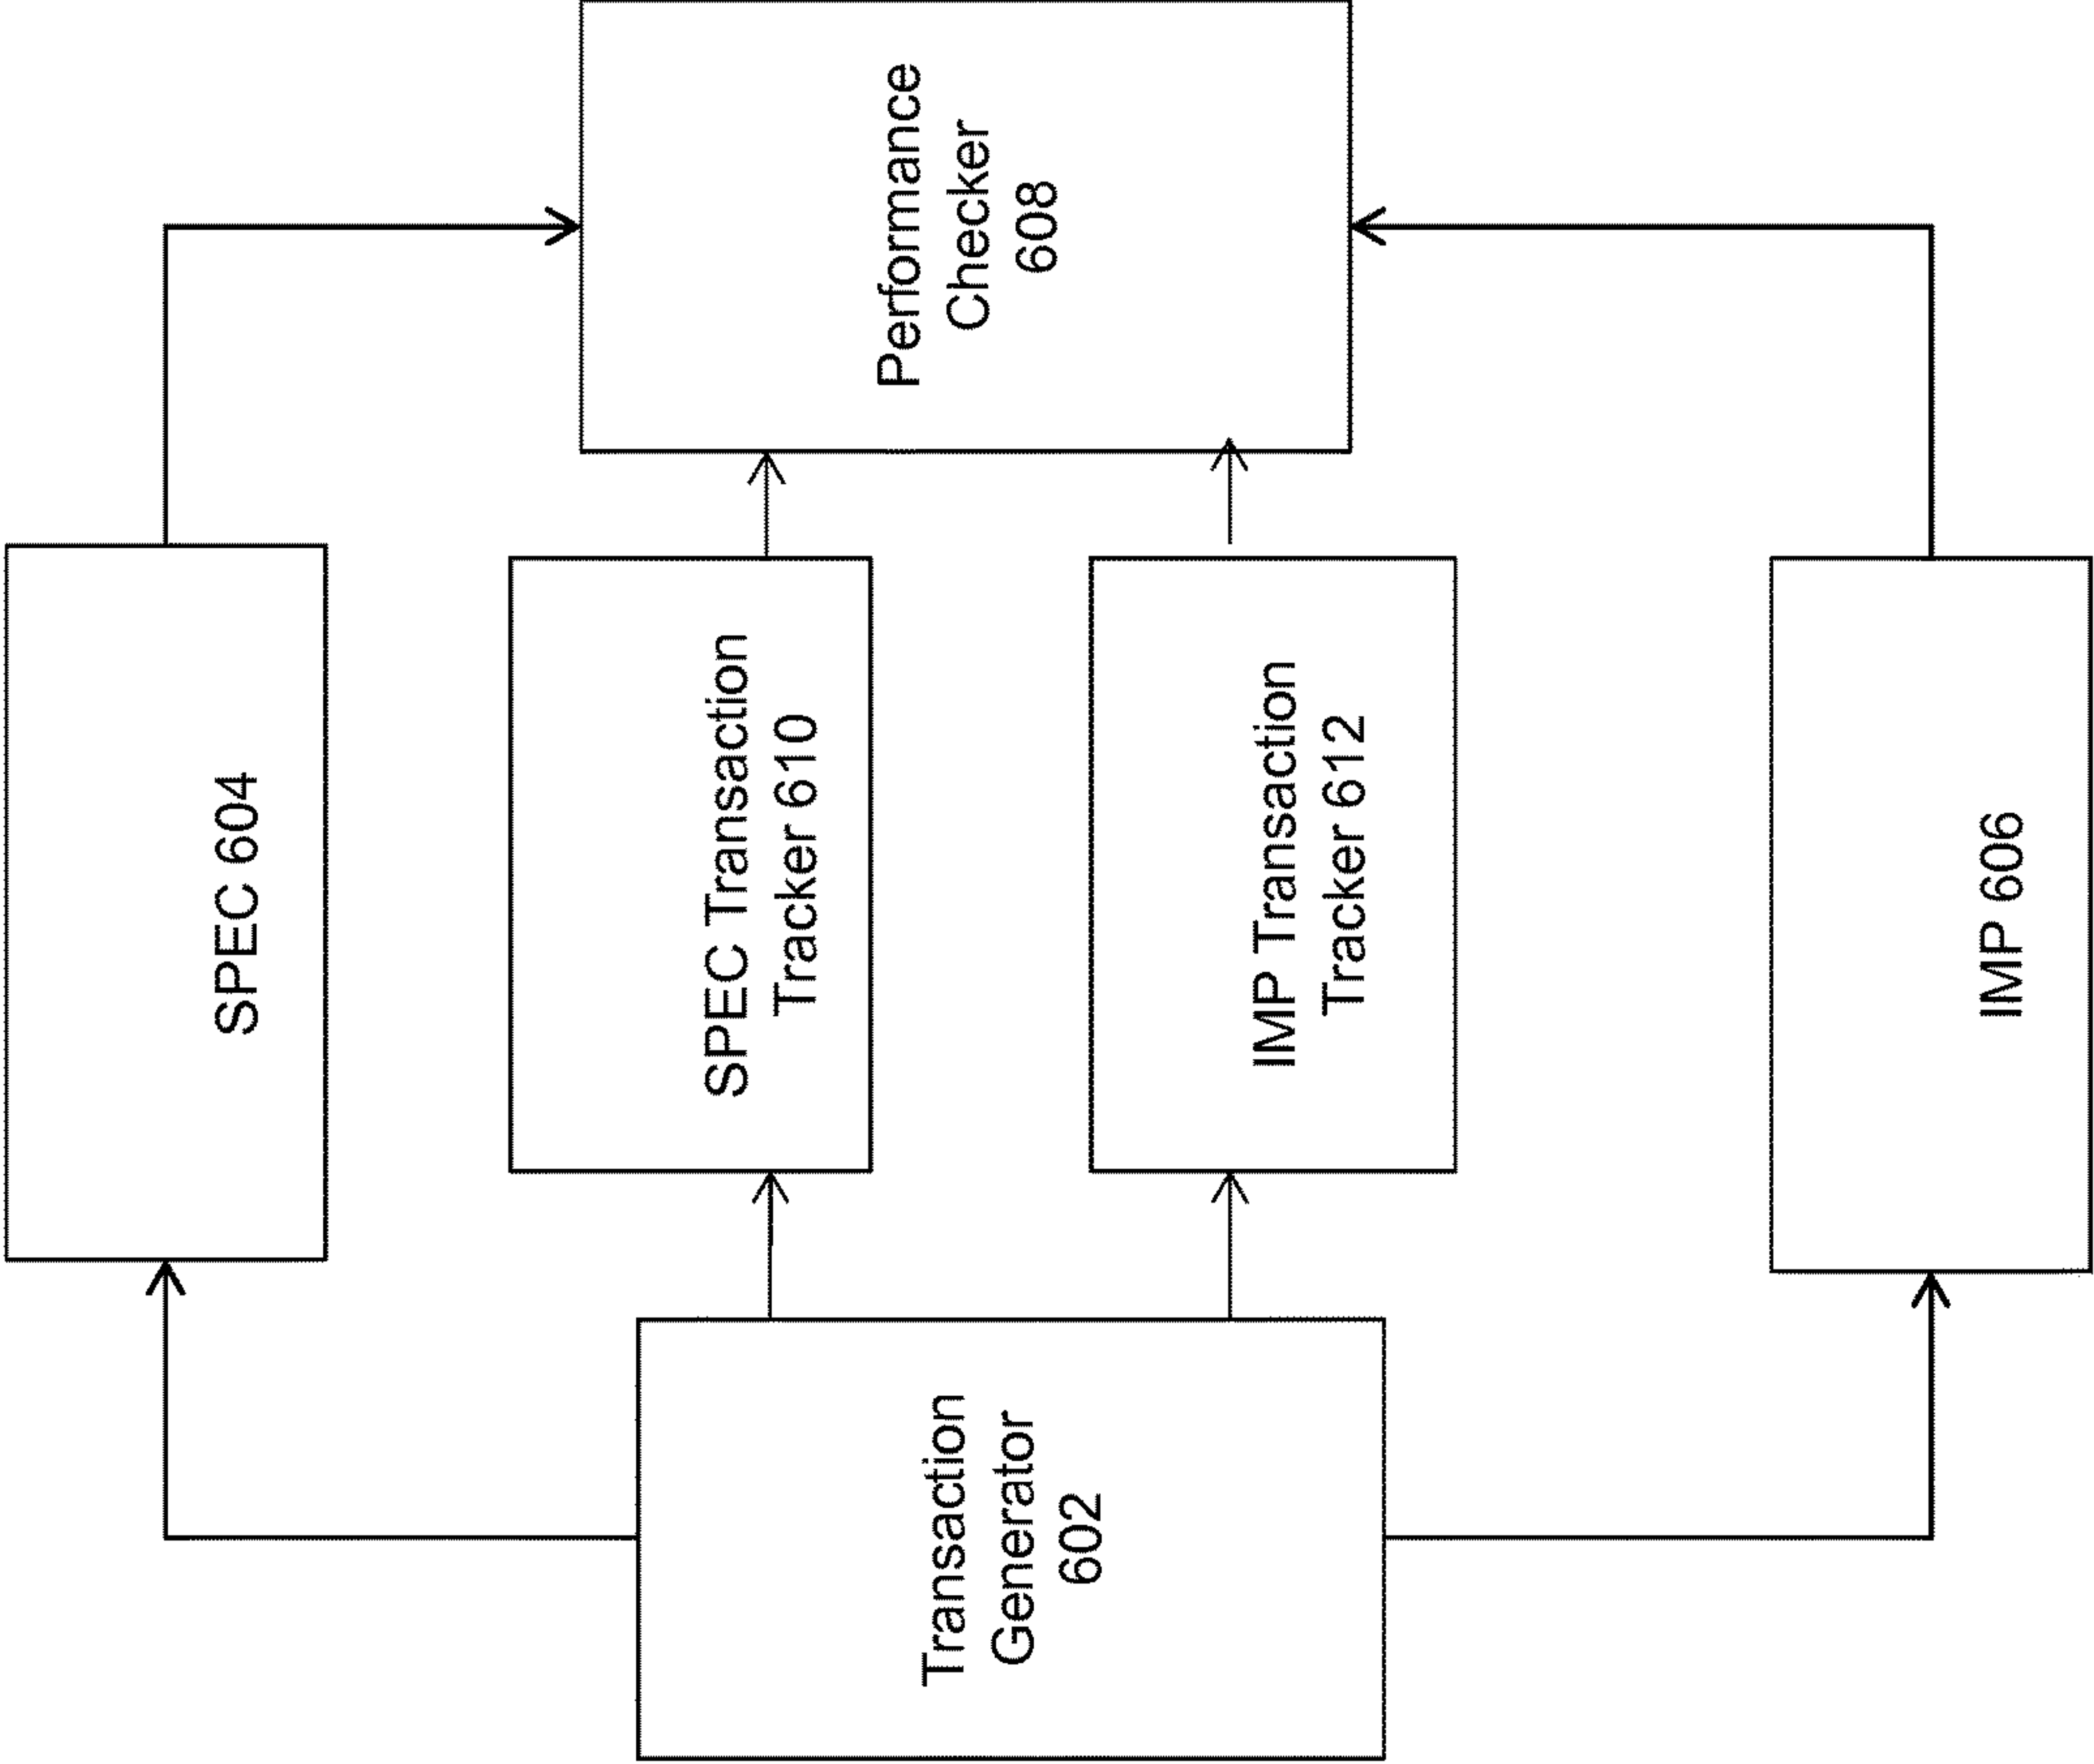 SPEC 604
Transaction
Generator
602
SPEC Transaction
Tracker 610
Performance
Checker
608
IMP Transaction
Tracker 612
IMP 606